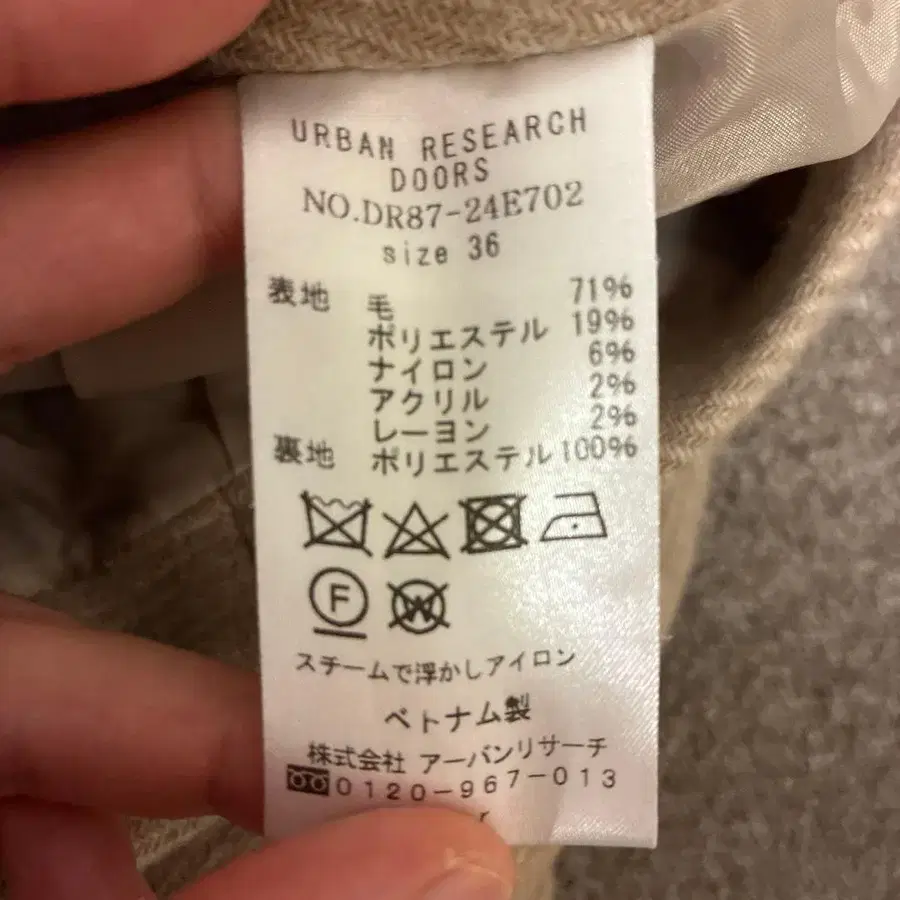 URBAN RESEARCH
DOORS
NO.DR87-24E702
size 36
表地 毛 71%
ポリエステル 19%
ナイロン 6%
アクリル 2%
レーヨン 2%
裏地 ポリエステル 100%
F W
スチームで浮かしアイロン
ベトナム製
株式会社 アーバンリサーチ
0120-967-013